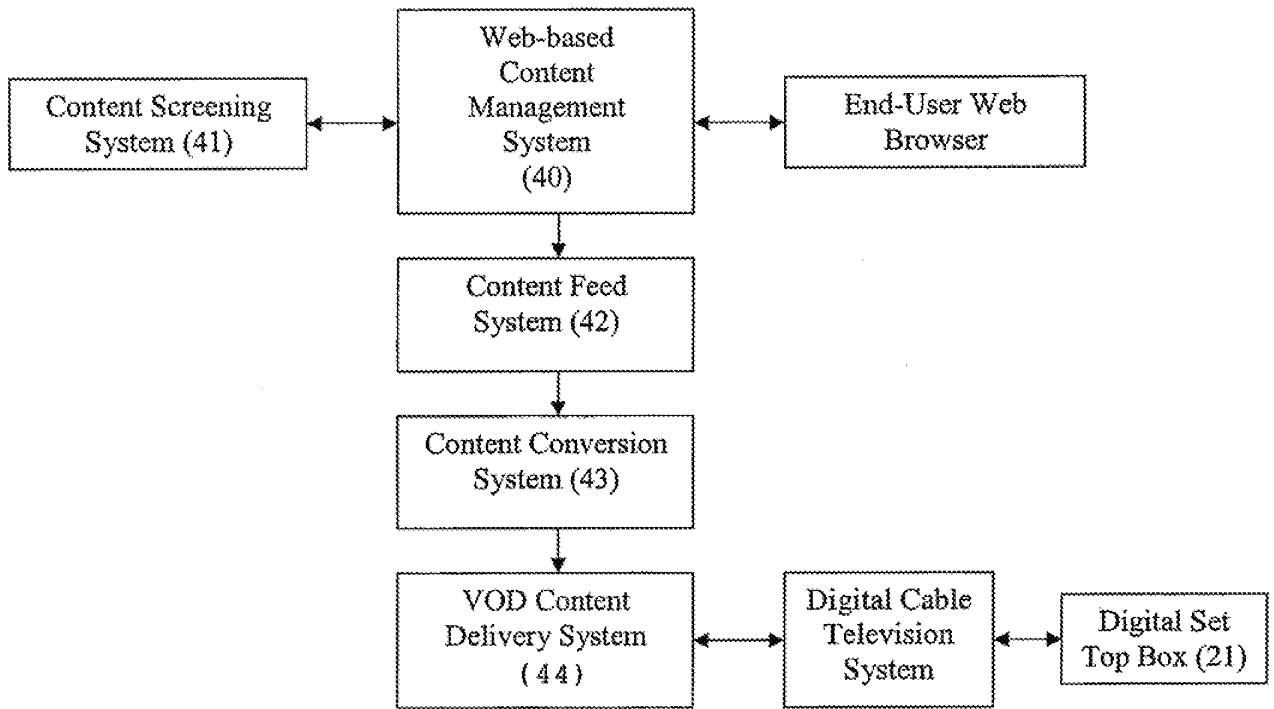 Web-based
Content
Management
System
(40)
Content Screening
System (41)
End-User Web
Browser
Content Feed
System (42)
Content Conversion
System (43)
VOD Content
Delivery System
(44)
Digital Cable
Television
System
Digital Set
Top Box (21)